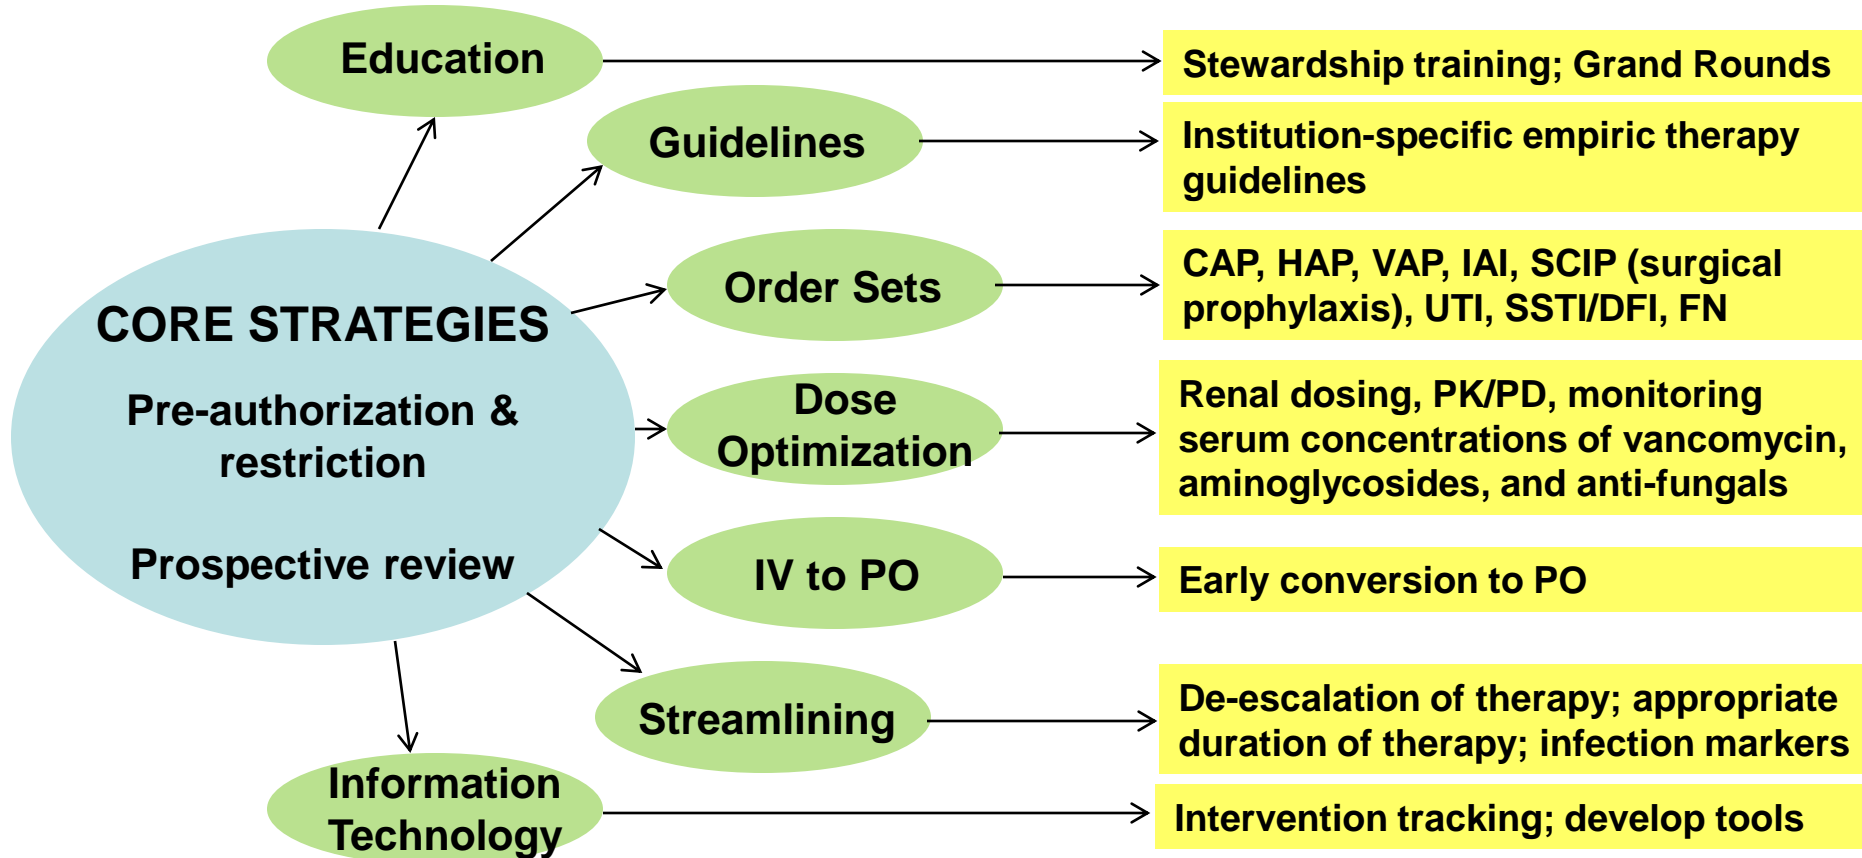 Education
Stewardship training; Grand Rounds
Guidelines
Institution-specific empiric therapy
guidelines
Order Sets
CAP, HAP, VAP, IAI, SCIP (surgical
prophylaxis), UTI, SSTI/DFI, FN
CORE STRATEGIES
Pre-authorization &
restriction
Prospective review
Dose
Optimization
Renal dosing, PK/PD, monitoring
serum concentrations of vancomycin,
aminoglycosides, and anti-fungals
IV to PO
Early conversion to PO
Streamlining
De-escalation of therapy; appropriate
duration of therapy; infection markers
Information
Technology
Intervention tracking; develop tools